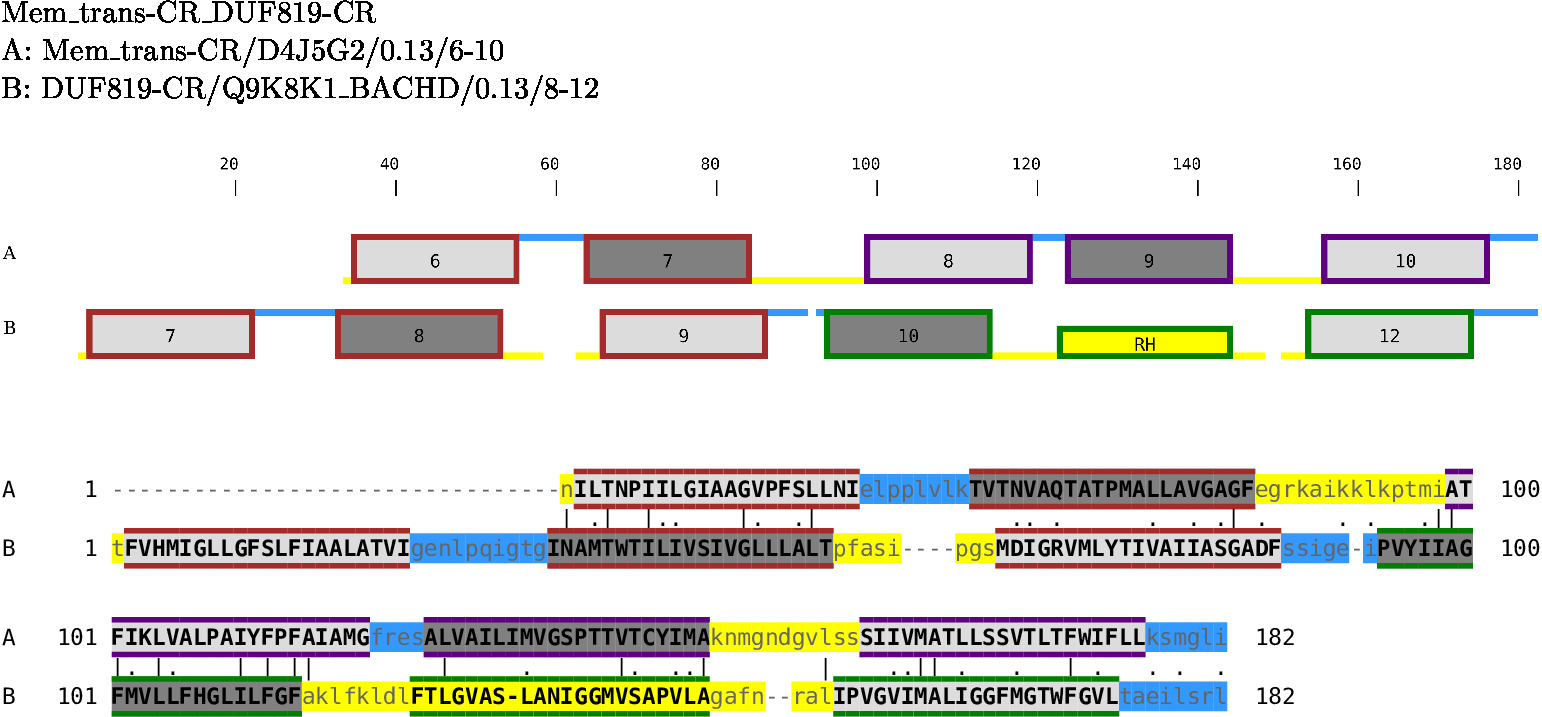 Mem_trans-CR_DUF819-CR
A: Mem_trans-CR/D4J5G2/0.13/6-10
B: DUF819-CR/Q9K8K1_BACHD/0.13/8-12
20 40 60 80 100 120 140 160 180
A 6 7 8 9 10
B 7 8 9 10 RH 12
A 1 ---------------------------------nILTNPIILGIAAGVPFSLLNIelpplvlkTVTNVAQTATPMALLAVGAGFegrkaikklkptmiAT 100
B 1 tFVHMIGLLGFSLFIAALATVIgenlpqigtgINAMTWTILIVSIVGLLLALTpfasi----pgsMDIGRVMLYTIVAIIASGADFssige-iPVYIIAG 100
A 101 FIKLVALPAIYFPFAIAMGfresALVAILIMVGSPTTVTCYIMAknmgndgvlssSIIVMATLLSSVTLTFWIFLLksmgli 182
B 101 FMVLLFHGLILFGFaklfkldlFTLGVAS-LANIGGMVSAPVLAgafn--ralIPVGVIMALIGGFMGTWFGVLtaeilsrl 182